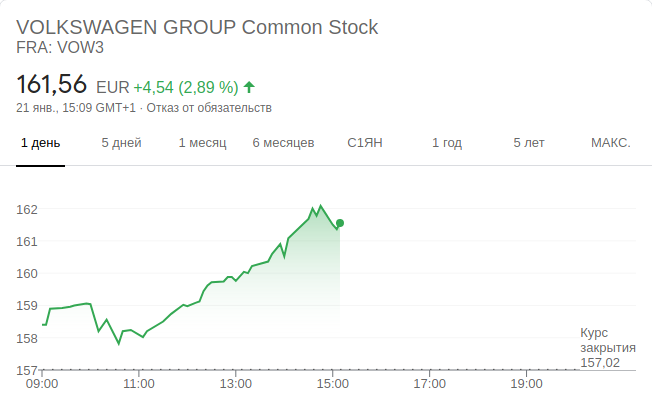 VOLKSWAGEN GROUP Common Stock
FRA: VOW3
161,56 EUR +4,54 (2,89 %)
21 янв., 15:09 GMT+1 · Отказ от обязательств
1 день 5 дней 1 месяц 6 месяцев С1ЯН 1 год 5 лет МАКС.
162
161
160
159
158
157
Курс
закрытия
157,02
09:00 11:00 13:00 15:00 17:00 19:00